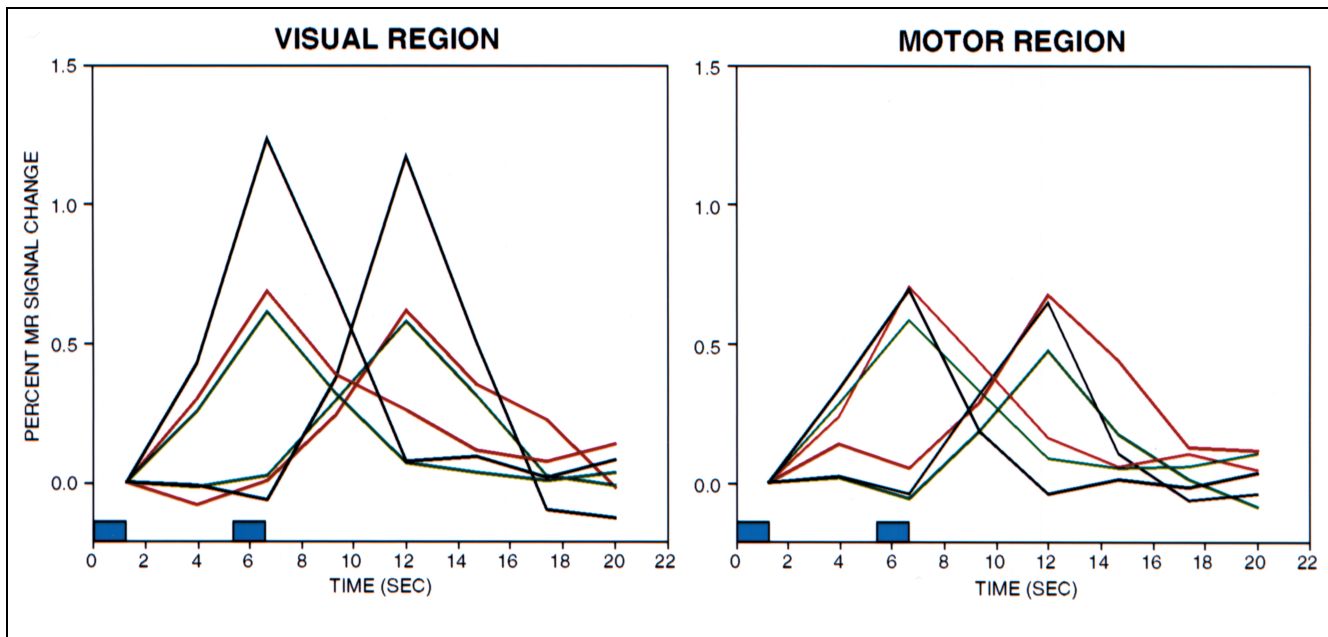 VISUAL REGION
PERCENT MR SIGNAL CHANGE
1.5
1.0
0.5
0.0
0 2 4 6 8 10 12 14 16 18 20 22
TIME (SEC)
MOTOR REGION
1.5
1.0
0.5
0.0
0 2 4 6 8 10 12 14 16 18 20 22
TIME (SEC)